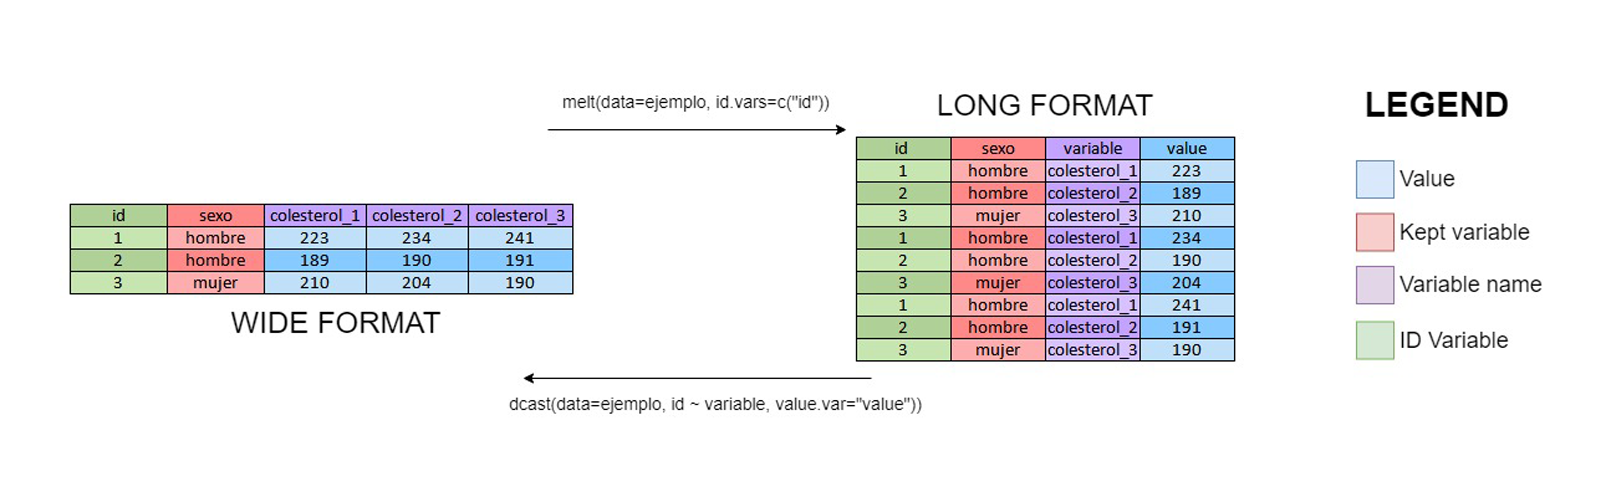 melt(data=ejemplo, id.vars=c("id"))
LONG FORMAT
LEGEND
id sexo variable value
1 hombre colesterol_1 223
2 hombre colesterol_2 189
3 mujer colesterol_3 210
1 hombre colesterol_1 234
2 hombre colesterol_2 190
3 mujer colesterol_3 204
1 hombre colesterol_1 241
2 hombre colesterol_2 191
3 mujer colesterol_3 190
id sexo colesterol_1 colesterol_2 colesterol_3
1 hombre 223 234 241
2 hombre 189 190 191
3 mujer 210 204 190
WIDE FORMAT
Value
Kept variable
Variable name
ID Variable
dcast(data=ejemplo, id ~ variable, value.var="value"))